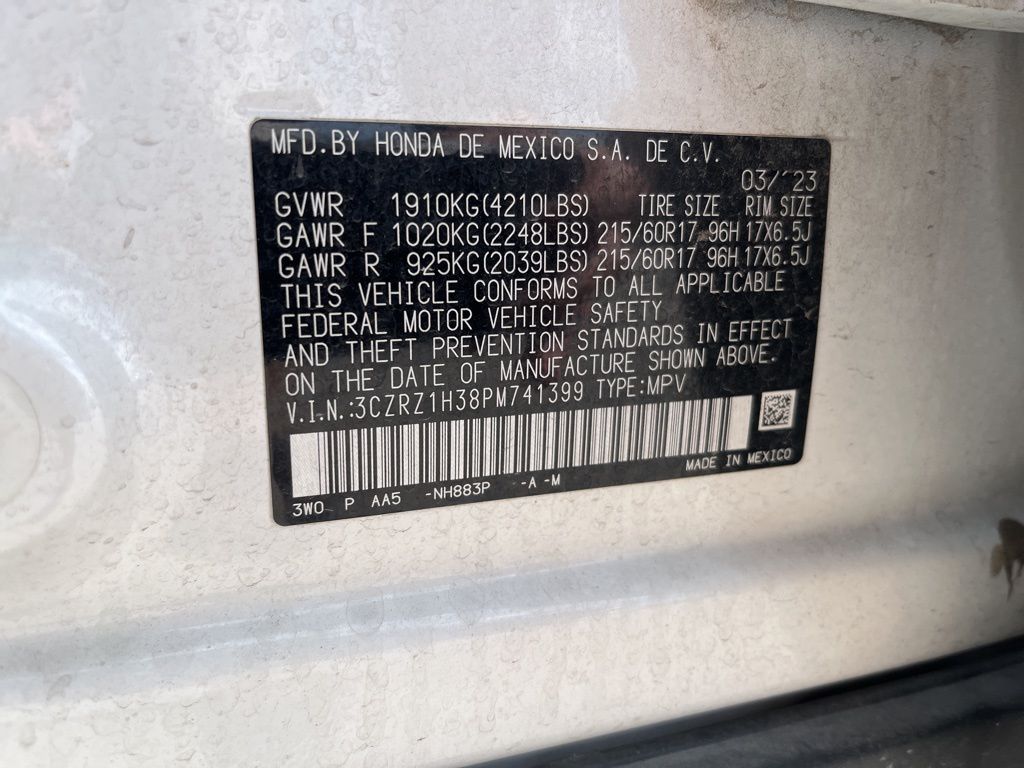 MFD.BY HONDA DE MEXICO S.A. DE C.V.
03/´23
GVWR 1910KG(4210LBS) TIRE SIZE RIM SIZE
GAWR F 1020KG(2248LBS) 215/60R17 96H 17X6.5J
GAWR R 925KG(2039LBS) 215/60R17 96H 17X6.5J
THIS VEHICLE CONFORMS TO ALL APPLICABLE
FEDERAL MOTOR VEHICLE SAFETY
AND THEFT PREVENTION STANDARDS IN EFFECT
ON THE DATE OF MANUFACTURE SHOWN ABOVE.
V.I.N.:3CZRZ1H38PM741399 TYPE:MPV
MADE IN MEXICO
3W0 P AA5 -NH883P -A -M